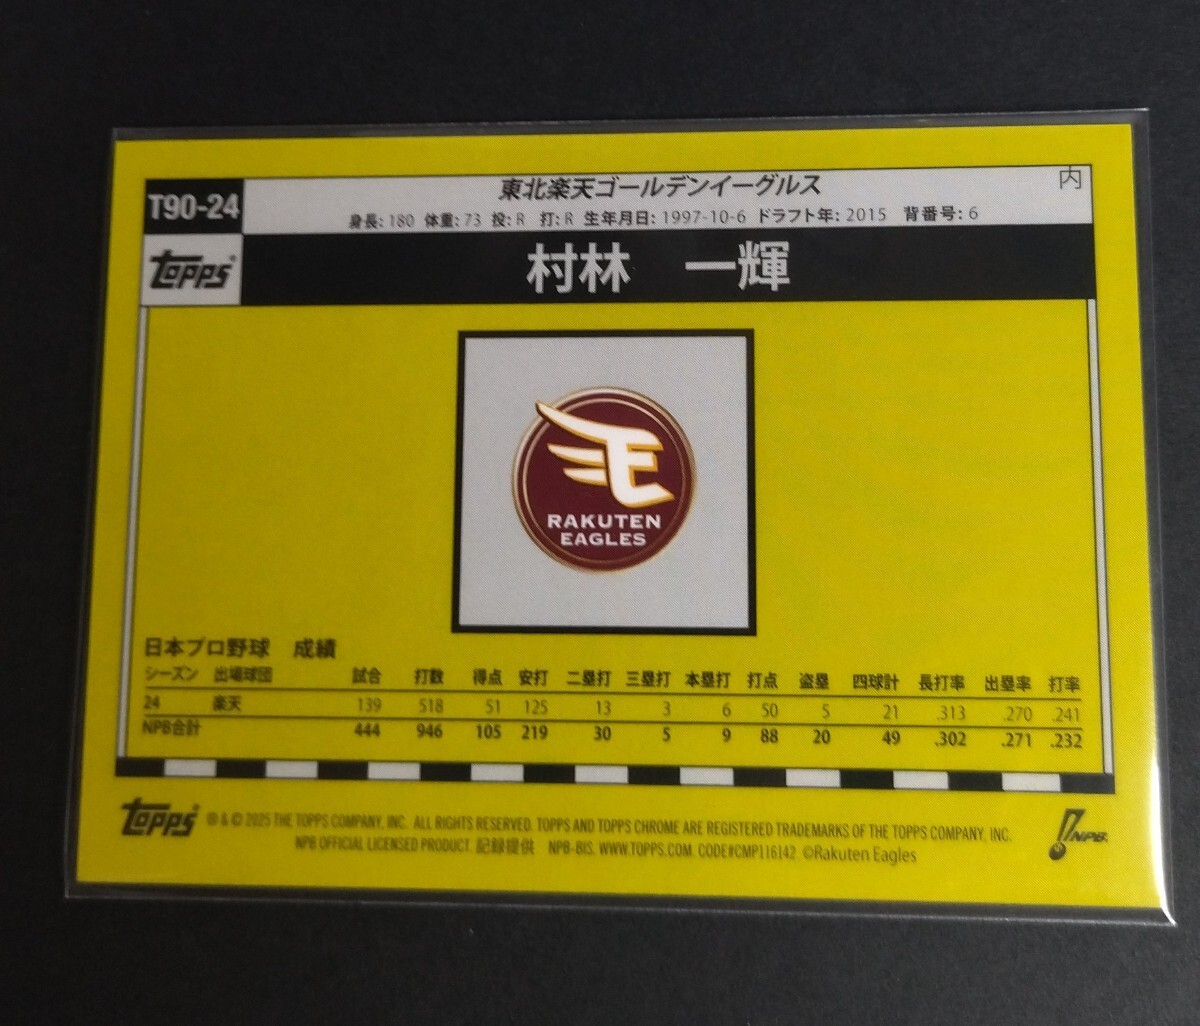 T90-24
東北楽天ゴールデンイーグルス
内
身長: 180 体重: 73 投: R 打: R 生年月日: 1997-10-6 ドラフト年: 2015 背番号: 6
topps®
村林 一輝
RAKUTEN
EAGLES
日本プロ野球 成績
シーズン 出場球団 試合 打数 得点 安打 二塁打 三塁打 本塁打 打点 盗塁 四球計 長打率 出塁率 打率
24 楽天 139 518 51 125 13 3 6 50 5 21 .313 .270 .241
NPB合計 444 946 105 219 30 5 9 88 20 49 .302 .271 .232
topps ® & © 2025 THE TOPPS COMPANY, INC. ALL RIGHTS RESERVED. TOPPS AND TOPPS CHROME ARE REGISTERED TRADEMARKS OF THE TOPPS COMPANY, INC.
NPB OFFICIAL LICENSED PRODUCT. 記録提供 NPB-BIS. WWW.TOPPS.COM. CODE#CMP116142 ©Rakuten Eagles
NPB.